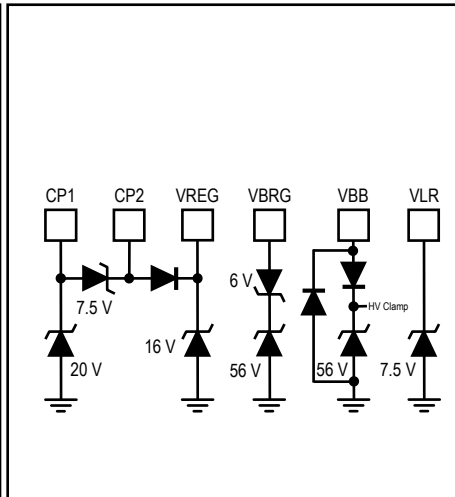 CP1 CP2 VREG VBRG VBB VLR
6 V
HV Clamp
7.5 V
16 V
20 V
56 V
56 V
7.5 V